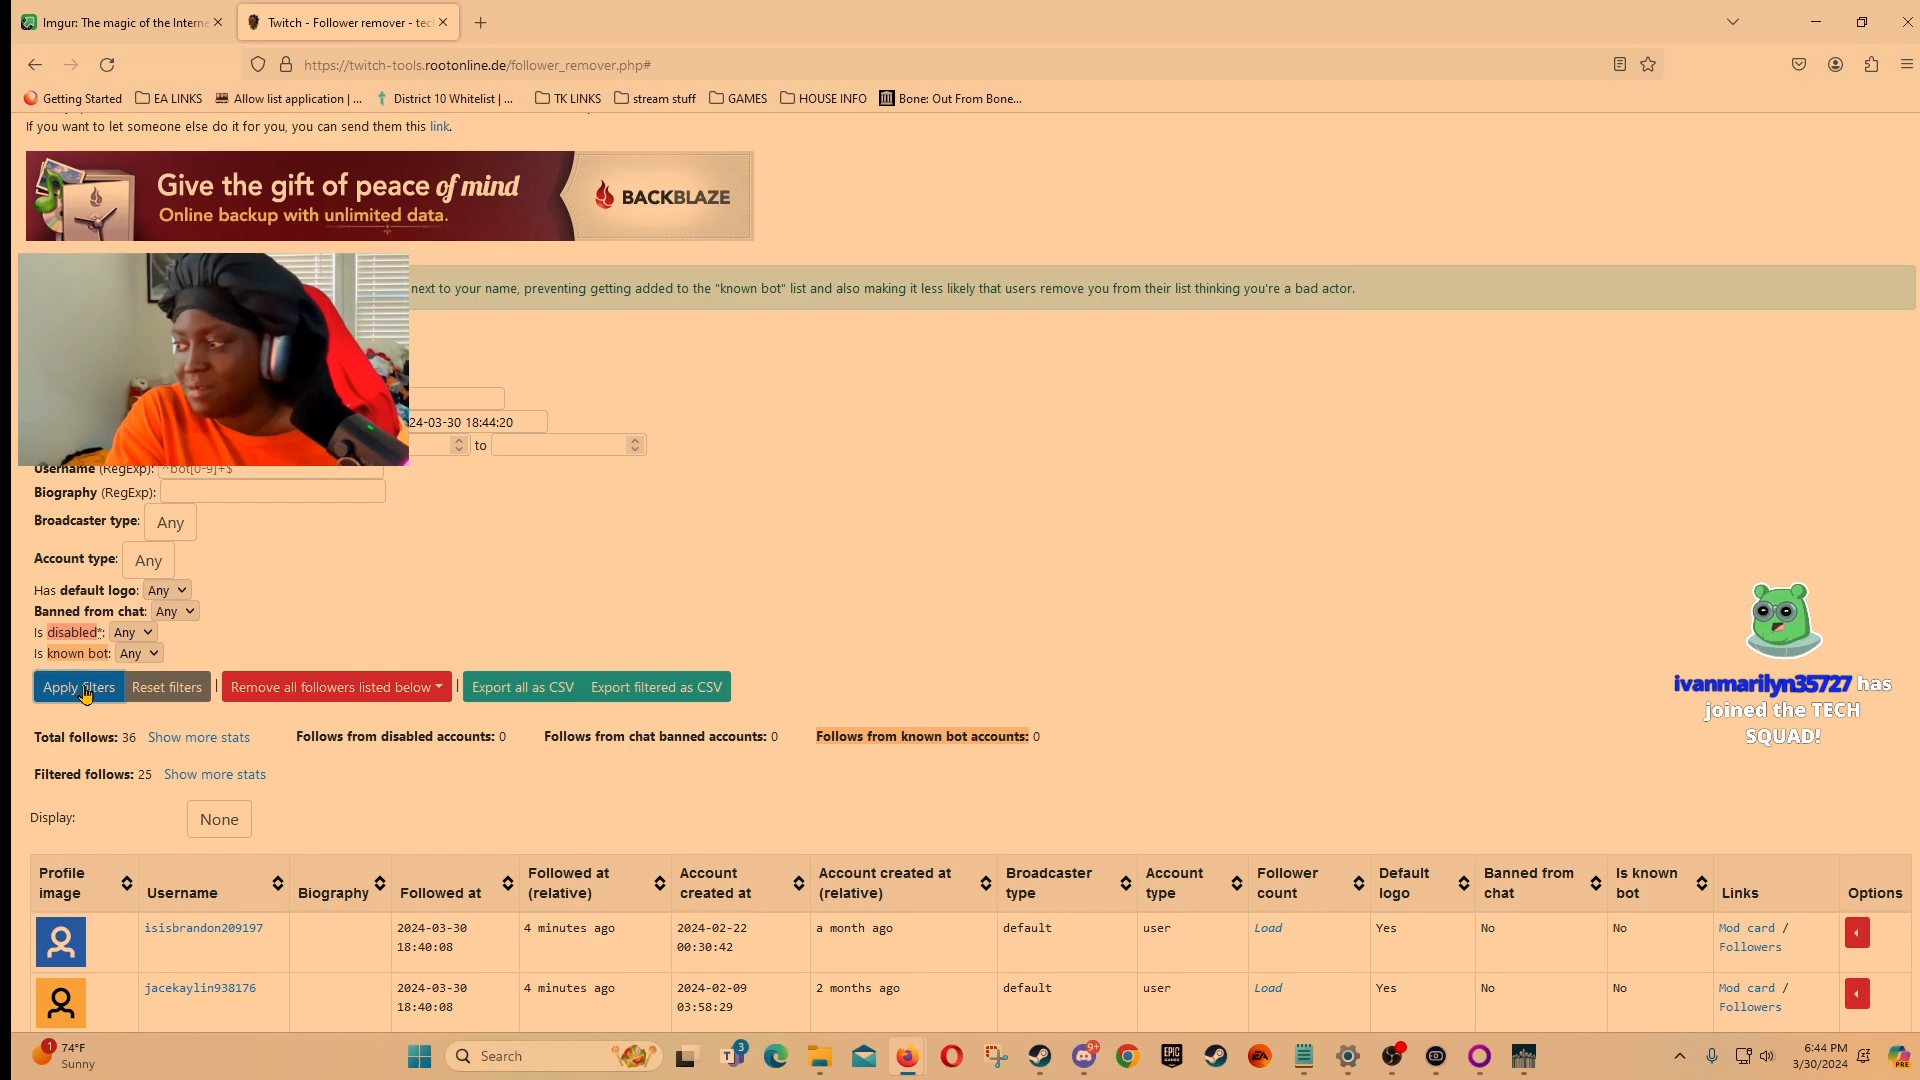 Imgur: The magic of the Interne
Twitch - Follower remover - tec
https://twitch-tools.rootonline.de/follower_remover.php#
Getting Started
EA LINKS
Allow list application | ...
District 10 Whitelist | ...
TK LINKS
stream stuff
GAMES
HOUSE INFO
Bone: Out From Bone...
If you want to let someone else do it for you, you can send them this link.
Give the gift of peace of mind
Online backup with unlimited data.
BACKBLAZE
next to your name, preventing getting added to the "known bot" list and also making it less likely that users remove you from their list thinking you're a bad actor.
24-03-30 18:44:20
to
Username (RegExp): ^bot[0-9]+$
Biography (RegExp):
Broadcaster type: Any
Account type: Any
Has default logo: Any
Banned from chat: Any
Is disabled*: Any
Is known bot: Any
Apply filters Reset filters | Remove all followers listed below | Export all as CSV Export filtered as CSV
Total follows: 36 Show more stats Follows from disabled accounts: 0 Follows from chat banned accounts: 0 Follows from known bot accounts: 0
Filtered follows: 25 Show more stats
Display: None
ivanmarilyn35727 has
joined the TECH
SQUAD!
Profile image Username Biography Followed at Followed at (relative) Account created at Account created at (relative) Broadcaster type Account type Follower count Default logo Banned from chat Is known bot Links Options
isisbrandon209197 2024-03-30 18:40:08 4 minutes ago 2024-02-22 00:30:42 a month ago default user Load Yes No No Mod card / Followers
jacekaylin938176 2024-03-30 18:40:08 4 minutes ago 2024-02-09 03:58:29 2 months ago default user Load Yes No No Mod card / Followers
1
74°F
Sunny
Search
T
3
9+
EPIC GAMES
EA
6:44 PM
3/30/2024
PRE